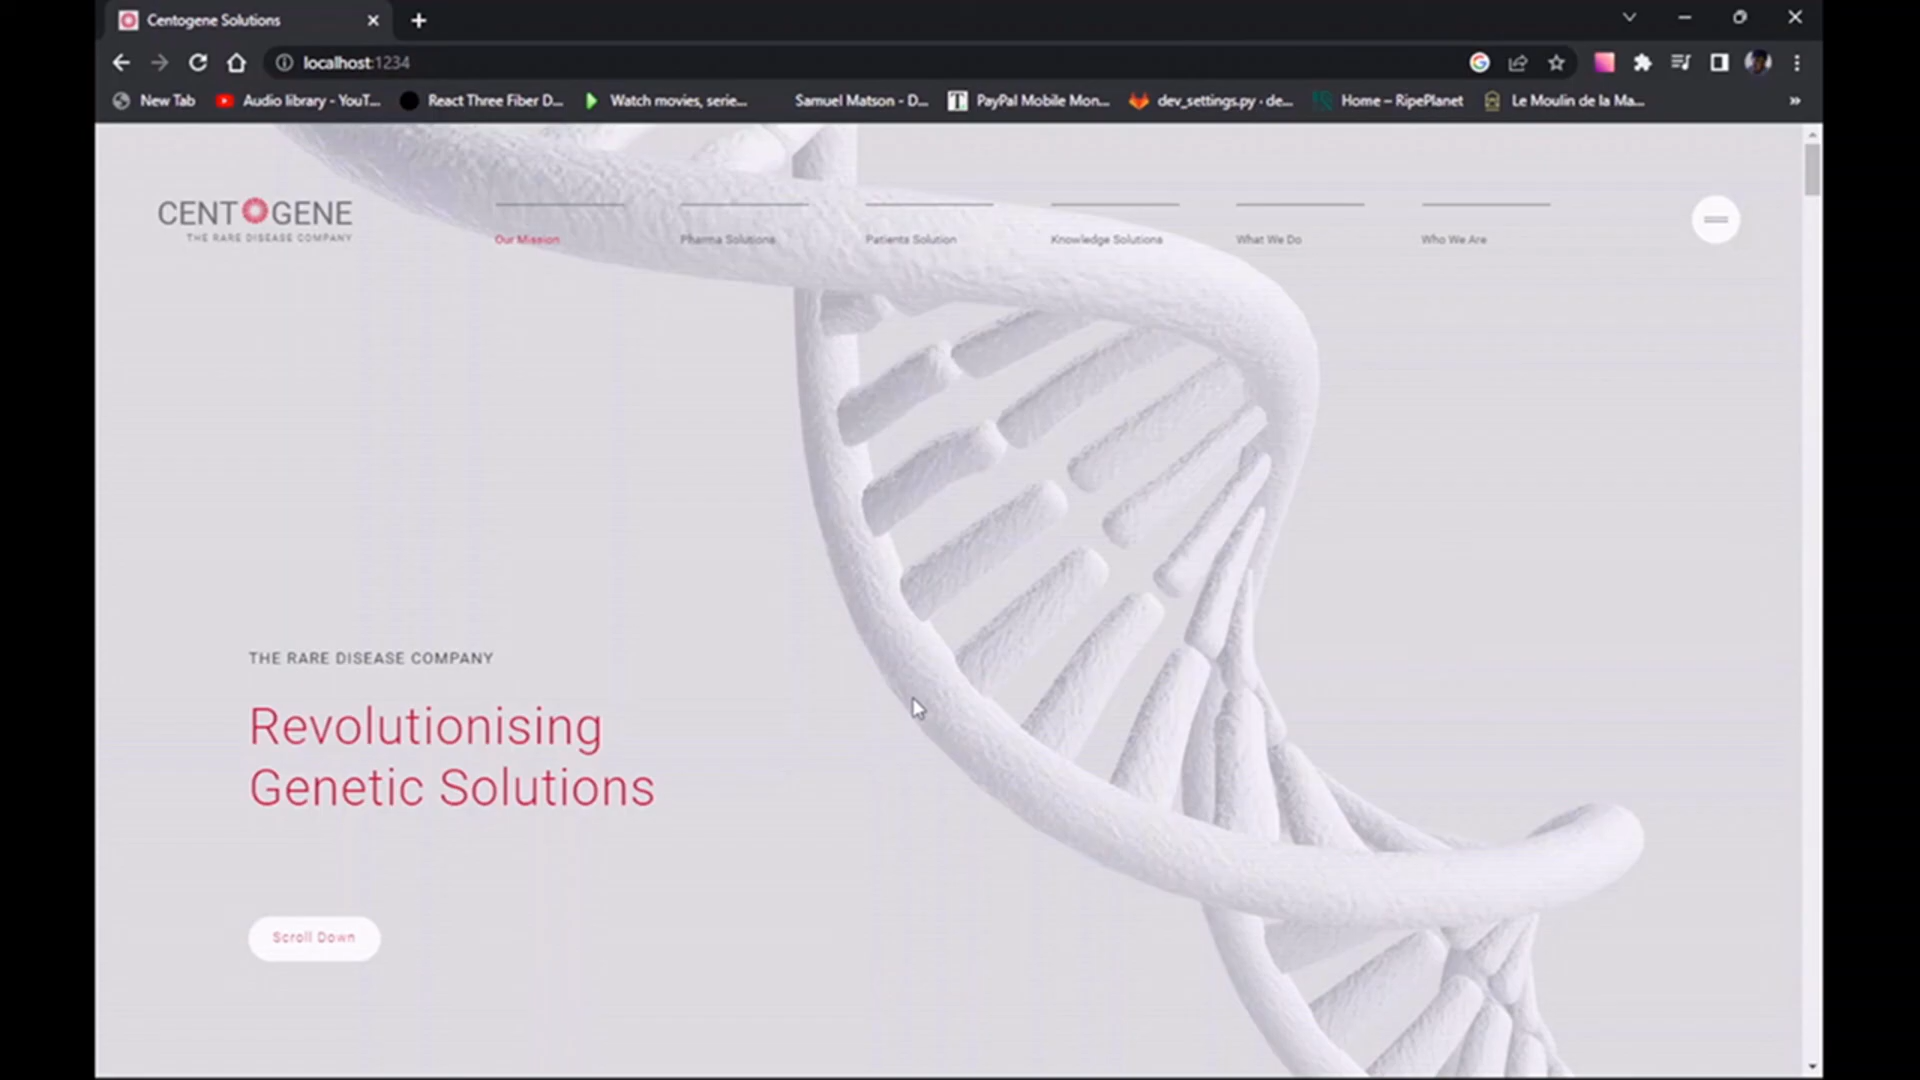 Centogene Solutions
localhost:1234
New Tab
Audio library - YouT...
React Three Fiber D...
Watch movies, serie...
Samuel Matson - D...
PayPal Mobile Mon...
dev_settings.py · de...
Home – RipePlanet
Le Moulin de la Ma...
CENTOGENE
THE RARE DISEASE COMPANY
Our Mission
Pharma Solutions
Patients Solution
Knowledge Solutions
What We Do
Who We Are
THE RARE DISEASE COMPANY
Revolutionising
Genetic Solutions
Scroll Down